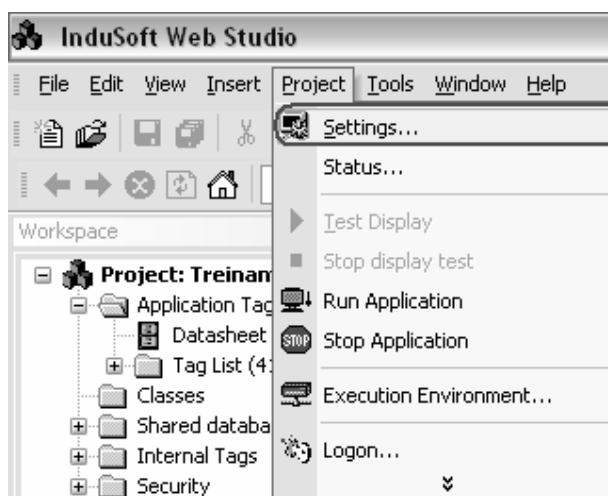 InduSoft Web Studio
File Edit View Insert Project Tools Window Help
Settings...
Status...
Test Display
Stop display test
Run Application
STOP Stop Application
Execution Environment...
Logon...
Workspace
Project: Treinam
Application Tag
Datasheet
Tag List (41
Classes
Shared databa
Internal Tags
Security